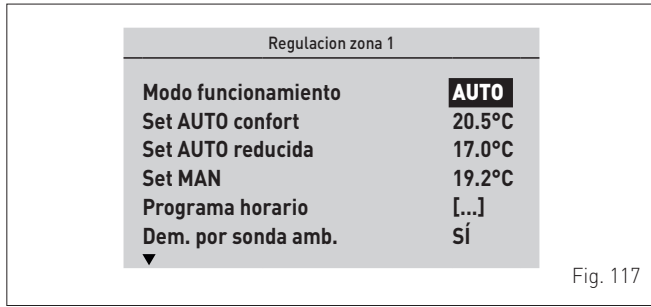 Regulacion zona 1
Modo funcionamiento AUTO
Set AUTO confort 20.5°C
Set AUTO reducida 17.0°C
Set MAN 19.2°C
Programa horario [...]
Dem. por sonda amb. SÍ
▼
Fig. 117